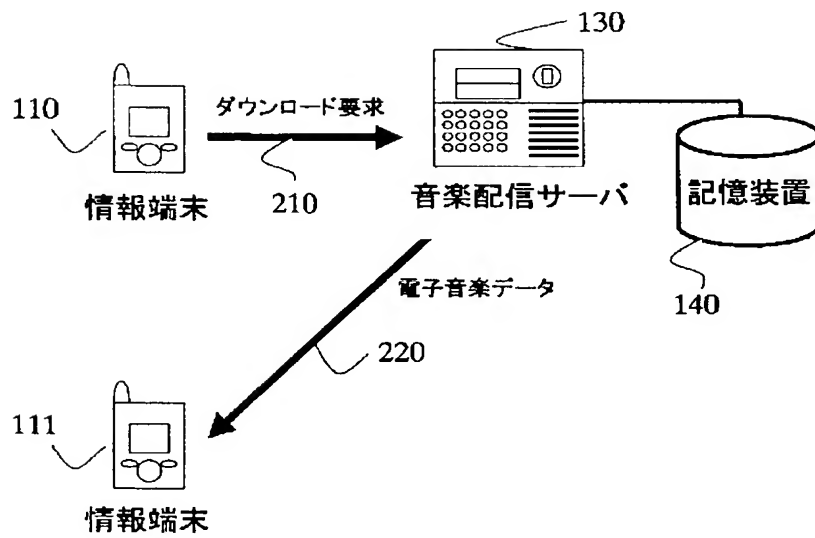 130
110
ダウンロード要求
210
情報端末
音楽配信サーバ
記憶装置
140
電子音楽データ
220
111
情報端末